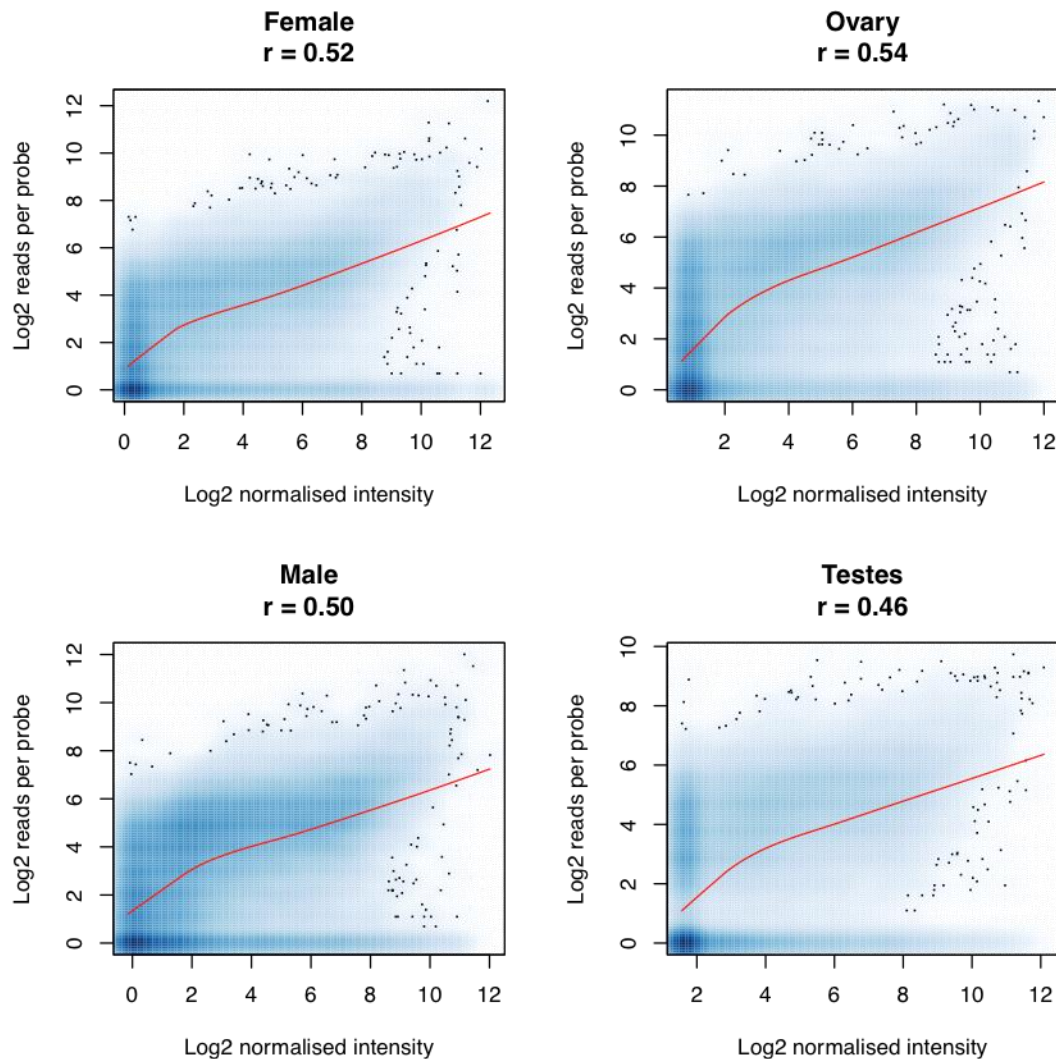 Female
r = 0.52
12
10
8
6
4
2
0
Log2 reads per probe
0 2 4 6 8 10 12
Log2 normalised intensity
Ovary
r = 0.54
10
8
6
4
2
0
Log2 reads per probe
2 4 6 8 10 12
Log2 normalised intensity
Male
r = 0.50
12
10
8
6
4
2
0
Log2 reads per probe
0 2 4 6 8 10 12
Log2 normalised intensity
Testes
r = 0.46
10
8
6
4
2
0
Log2 reads per probe
2 4 6 8 10 12
Log2 normalised intensity